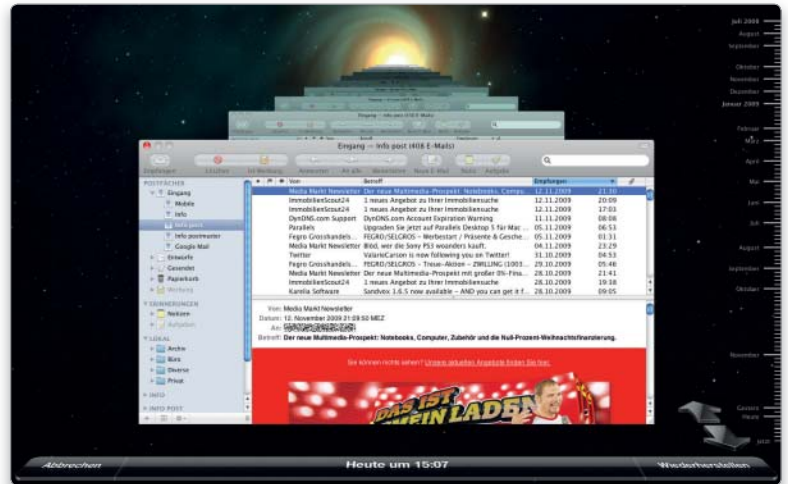 Juli 2009
August
September
Oktober
November
Dezember
Januar 2009
Februar
März
April
Mai
Juni
Juli
August
September
Oktober
November
Gestern
Heute
Jetzt
Eingang — Info post (408 E-Mails)
Empfangen Löschen Ist Werbung Antworten An alle Weiterleiten Neue E-Mail Notiz Aufgabe
POSTFÄCHER
Eingang
Mobile
Info
Info post
Info postmaster
Google Mail
Entwürfe
Gesendet
Papierkorb
Werbung
ERINNERUNGEN
Notizen
Aufgaben
LOKAL
Archiv
Büro
Diverse
Privat
INFO
INFO POST
Von Betreff Empfangen
Media Markt Newsletter Der neue Multimedia-Prospekt: Notebooks, Compu... 12.11.2009 21:30
ImmobilienScout24 1 neues Angebot zu Ihrer Immobiliensuche 12.11.2009 20:09
ImmobilienScout24 1 neues Angebot zu Ihrer Immobiliensuche 12.11.2009 17:03
DynDNS.com Support DynDNS.com Account Expiration Warning 11.11.2009 08:08
Parallels Upgraden Sie jetzt auf Parallels Desktop 5 für Mac ... 05.11.2009 06:53
Fegro Grosshandels... FEGRO/SELGROS – Werbestart / Präsente & Gesche... 05.11.2009 01:31
Media Markt Newsletter Blöd, wer die Sony PS3 woanders kauft. 04.11.2009 23:29
Twitter ValarieCarson is now following you on Twitter! 31.10.2009 04:53
Fegro Grosshandels... FEGRO/SELGROS – Treue-Aktion – ZWILLING (1003... 29.10.2009 05:46
Media Markt Newsletter Der neue Multimedia-Prospekt mit großer 0%-Fina... 28.10.2009 21:41
ImmobilienScout24 1 neues Angebot zu Ihrer Immobiliensuche 28.10.2009 19:38
Karelia Software Sandvox 1.6.5 now available – AND you can get it f... 28.10.2009 09:05
Von: Media Markt Newsletter
Datum: 12. November 2009 21:09:50 MEZ
An:
Betreff: Der neue Multimedia-Prospekt: Notebooks, Computer, Zubehör und die Null-Prozent-Weihnachtsfinanzierung.
Sie können nichts sehen? Unsere aktuellen Angebote finden Sie hier.
DAS IST
MEIN LADEN
Abbrechen Heute um 15:07 Wiederherstellen